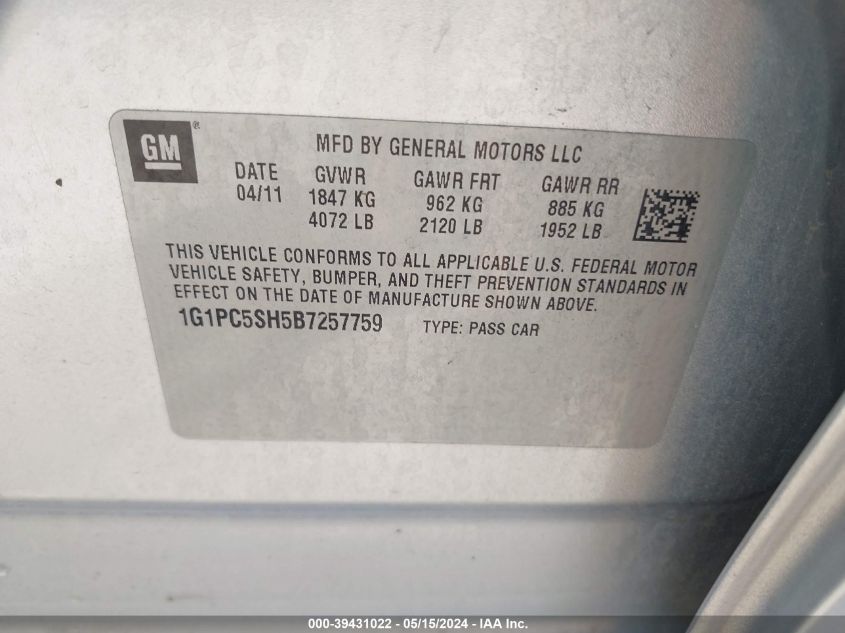 GM®
MFD BY GENERAL MOTORS LLC
DATE GVWR GAWR FRT GAWR RR
04/11 1847 KG 962 KG 885 KG
4072 LB 2120 LB 1952 LB
THIS VEHICLE CONFORMS TO ALL APPLICABLE U.S. FEDERAL MOTOR
VEHICLE SAFETY, BUMPER, AND THEFT PREVENTION STANDARDS IN
EFFECT ON THE DATE OF MANUFACTURE SHOWN ABOVE.
1G1PC5SH5B7257759 TYPE: PASS CAR
000-39431022 - 05/15/2024 - IAA Inc.